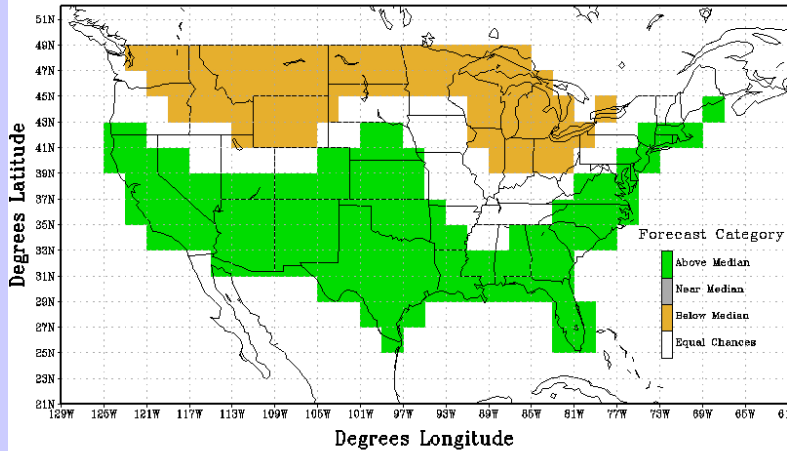 51N
49N
47N
45N
43N
41N
39N
37N
35N
33N
31N
29N
27N
25N
23N
21N
Degrees Latitude
Forecast Category
Above Median
Near Median
Below Median
Equal Chances
129W 125W 121W 117W 113W 109W 105W 101W 97W 93W 89W 85W 81W 77W 73W 69W 65W
Degrees Longitude